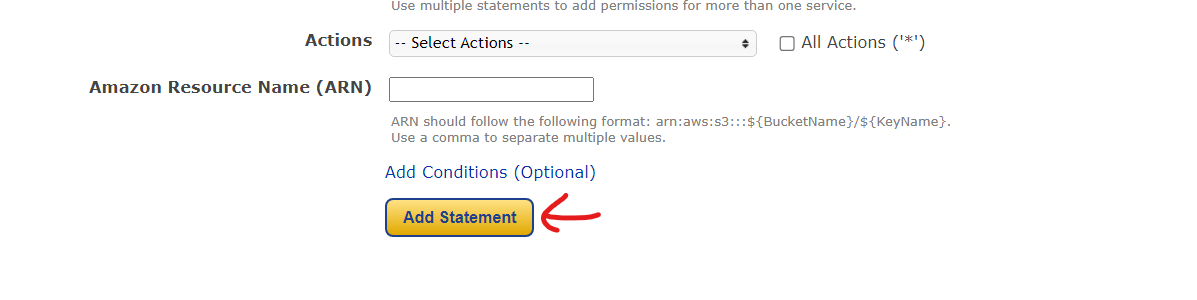 Use multiple statements to add permissions for more than one service.
Actions
-- Select Actions --
All Actions ('*')
Amazon Resource Name (ARN)
ARN should follow the following format: arn:aws:s3:::${BucketName}/${KeyName}.
Use a comma to separate multiple values.
Add Conditions (Optional)
Add Statement